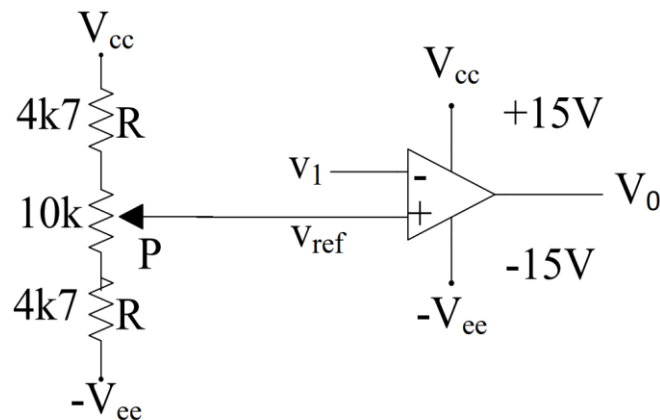 Vcc
4k7 R
10k
P
4k7 R
-Vee
v1
vref
-
+
Vcc
+15V
-15V
-Vee
V0